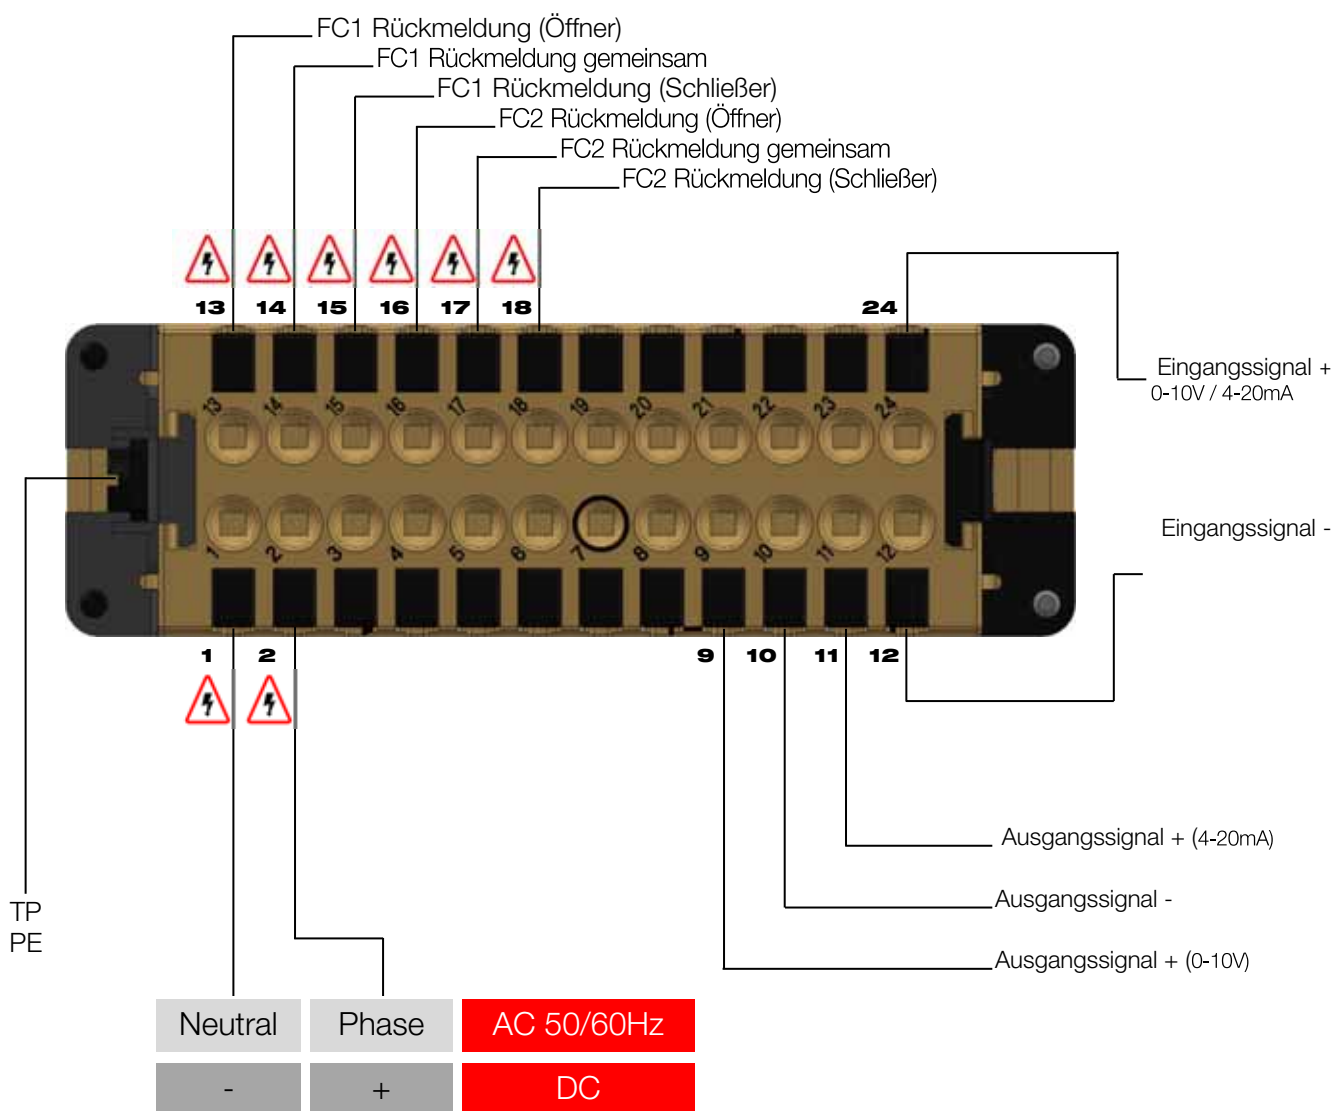 FC1 Rückmeldung (Öffner)
FC1 Rückmeldung gemeinsam
FC1 Rückmeldung (Schließer)
FC2 Rückmeldung (Öffner)
FC2 Rückmeldung gemeinsam
FC2 Rückmeldung (Schließer)
13 14 15 16 17 18 24
Eingangssignal +
0-10V / 4-20mA
13 14 15 16 17 18 19 20 21 22 23 24
Eingangssignal -
1 2 3 4 5 6 7 8 9 10 11 12
1 2 9 10 11 12
Ausgangssignal + (4-20mA)
Ausgangssignal -
TP
PE
Ausgangssignal + (0-10V)
Neutral Phase AC 50/60Hz
- + DC